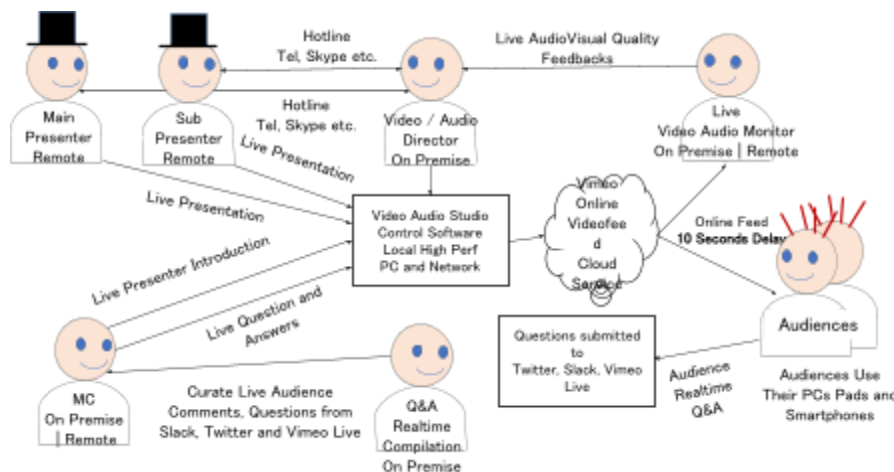 Hotline
Tel, Skype etc.
Live AudioVisual Quality
Feedbacks
Main
Presenter
Remote
Sub
Presenter
Remote
Hotline
Tel, Skype etc.
Video / Audio
Director
On Premise
Live
Video Audio Monitor
On Premise | Remote
Live Presentation
Live Presentation
Video Audio Studio
Control Software
Local High Perf
PC and Network
Vimeo
Online
Videofee
d
Cloud
Service
Online Feed
10 Seconds Delay
Live Presenter Introduction
Live Question and
Answers
Questions submitted
to
Twitter, Slack, Vimeo
Live
Audiences
Audience
Realtime
Q&A
Audiences Use
Their PCs Pads and
Smartphones
MC
On Premise
| Remote
Curate Live Audience
Comments, Questions from
Slack, Twitter and Vimeo Live
Q&A
Realtime
Compilation
On Premise